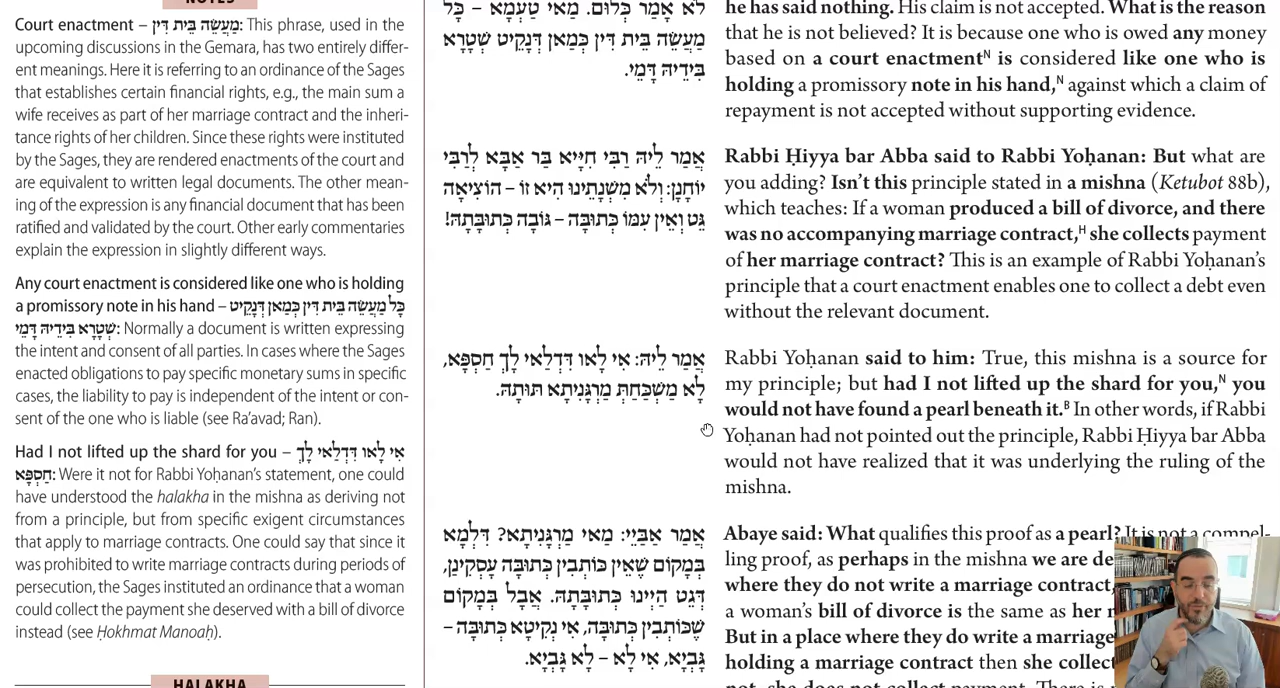 NOTES
Court enactment – מַעֲשֵׂה בֵּית דִּין: This phrase, used in the
upcoming discussions in the Gemara, has two entirely differ-
ent meanings. Here it is referring to an ordinance of the Sages
that establishes certain financial rights, e.g., the main sum a
wife receives as part of her marriage contract and the inheri-
tance rights of her children. Since these rights were instituted
by the Sages, they are rendered enactments of the court and
are equivalent to written legal documents. The other mean-
ing of the expression is any financial document that has been
ratified and validated by the court. Other early commentaries
explain the expression in slightly different ways.
Any court enactment is considered like one who is holding
a promissory note in his hand – כָּל מַעֲשֵׂה בֵּית דִּין כְּמַאן דְּנָקֵיט
שְׁטָרָא בִּידֵיהּ דָּמֵי: Normally a document is written expressing
the intent and consent of all parties. In cases where the Sages
enacted obligations to pay specific monetary sums in specific
cases, the liability to pay is independent of the intent or con-
sent of the one who is liable (see Ra'avad; Ran).
Had I not lifted up the shard for you – אִי לָאו דִּדְלַאי לָךְ
חַסְפָּא: Were it not for Rabbi Yoḥanan's statement, one could
have understood the halakha in the mishna as deriving not
from a principle, but from specific exigent circumstances
that apply to marriage contracts. One could say that since it
was prohibited to write marriage contracts during periods of
persecution, the Sages instituted an ordinance that a woman
could collect the payment she deserved with a bill of divorce
instead (see Ḥokhmat Manoaḥ).
HALAKHA
לֹא אָמַר כְּלוּם. מַאי טַעְמָא – כָּל
מַעֲשֵׂה בֵּית דִּין כְּמַאן דְּנָקֵיט שְׁטָרָא
בִּידֵיהּ דָּמֵי.
אֲמַר לֵיהּ רַבִּי חִיָּיא בַּר אַבָּא לְרַבִּי
יוֹחָנָן: וְלֹא מִשְׁנָתֵינוּ הִיא זוֹ – הוֹצִיאָה
גֵּט וְאֵין עִמּוֹ כְּתוּבָּה – גּוֹבָה כְּתוּבָּתָהּ!
אֲמַר לֵיהּ: אִי לָאו דִּדְלַאי לָךְ חַסְפָּא,
לָא מַשְׁכַּחַתְּ מַרְגָּנִיתָא תּוּתַהּ.
אָמַר אַבַּיֵי: מַאי מַרְגָּנִיתָא? דִּלְמָא
בְּמָקוֹם שֶׁאֵין כּוֹתְבִין כְּתוּבָּה עָסְקִינַן,
דְּגֵט הַיְינוּ כְּתוּבָּתָהּ. אֲבָל בְּמָקוֹם
שֶׁכּוֹתְבִין כְּתוּבָּה, אִי נְקִיטָא כְּתוּבָּה –
גָּבְיָא, אִי לָא – לָא גָּבְיָא.
he has said nothing. His claim is not accepted. What is the reason
that he is not believed? It is because one who is owed any money
based on a court enactmentᴺ is considered like one who is
holding a promissory note in his hand,ᴺ against which a claim of
repayment is not accepted without supporting evidence.
Rabbi Ḥiyya bar Abba said to Rabbi Yoḥanan: But what are
you adding? Isn't this principle stated in a mishna (Ketubot 88b),
which teaches: If a woman produced a bill of divorce, and there
was no accompanying marriage contract,ᴴ she collects payment
of her marriage contract? This is an example of Rabbi Yoḥanan's
principle that a court enactment enables one to collect a debt even
without the relevant document.
Rabbi Yoḥanan said to him: True, this mishna is a source for
my principle; but had I not lifted up the shard for you,ᴺ you
would not have found a pearl beneath it.ᴮ In other words, if Rabbi
Yoḥanan had not pointed out the principle, Rabbi Ḥiyya bar Abba
would not have realized that it was underlying the ruling of the
mishna.
Abaye said: What qualifies this proof as a pearl? It is not a compel-
ling proof, as perhaps in the mishna we are de
where they do not write a marriage contract,
a woman's bill of divorce is the same as her
But in a place where they do write a marriage
holding a marriage contract then she collect
not, she does not collect payment. There is